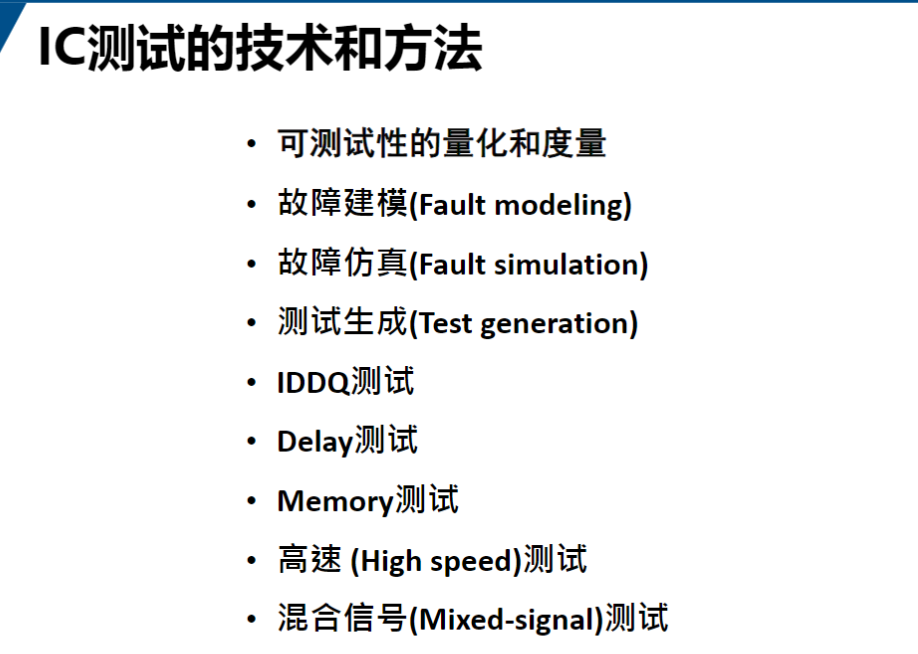 IC测试的技术和方法
• 可测试性的量化和度量
• 故障建模(Fault modeling)
• 故障仿真(Fault simulation)
• 测试生成(Test generation)
• IDDQ测试
• Delay测试
• Memory测试
• 高速 (High speed)测试
• 混合信号(Mixed-signal)测试